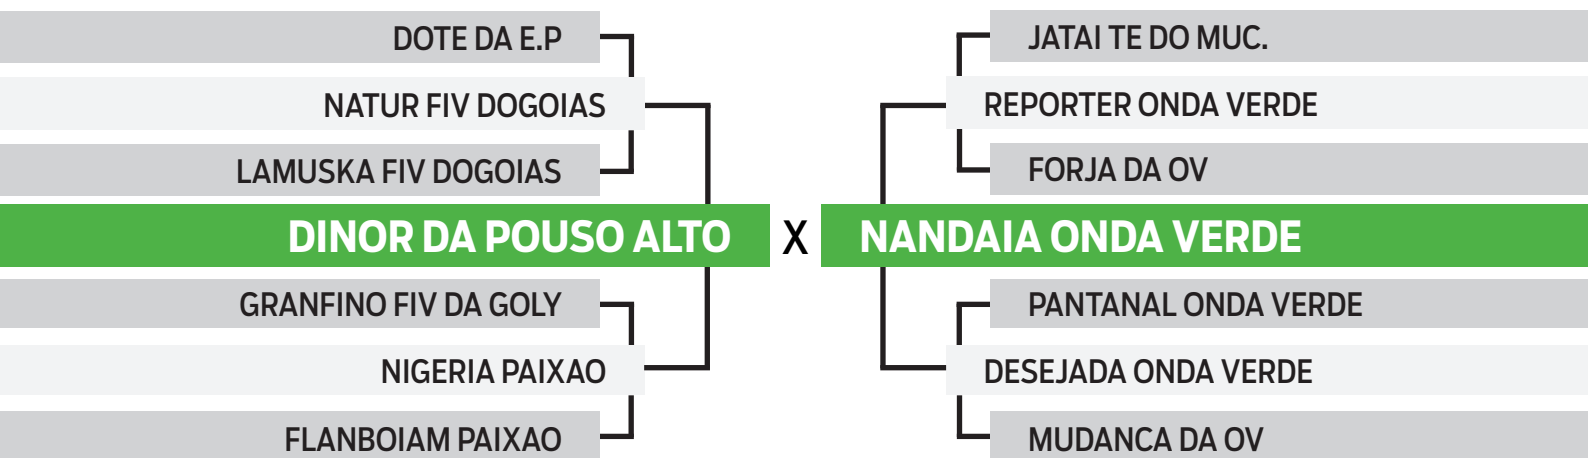 DOTE DA E.P
NATUR FIV DOGOIAS
LAMUSKA FIV DOGOIAS
DINOR DA POUSO ALTO
GRANFINO FIV DA GOLY
NIGERIA PAIXAO
FLANBOIAM PAIXAO
X
JATAI TE DO MUC.
REPORTER ONDA VERDE
FORJA DA OV
NANDAIA ONDA VERDE
PANTANAL ONDA VERDE
DESEJADA ONDA VERDE
MUDANCA DA OV